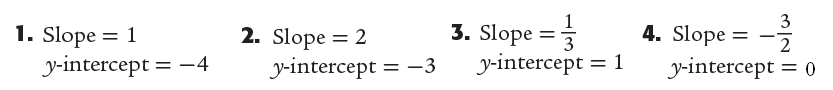 1. Slope = 1
y-intercept = −4
2. Slope = 2
y-intercept = −3
3. Slope = 1/3
y-intercept = 1
4. Slope = −3/2
y-intercept = 0